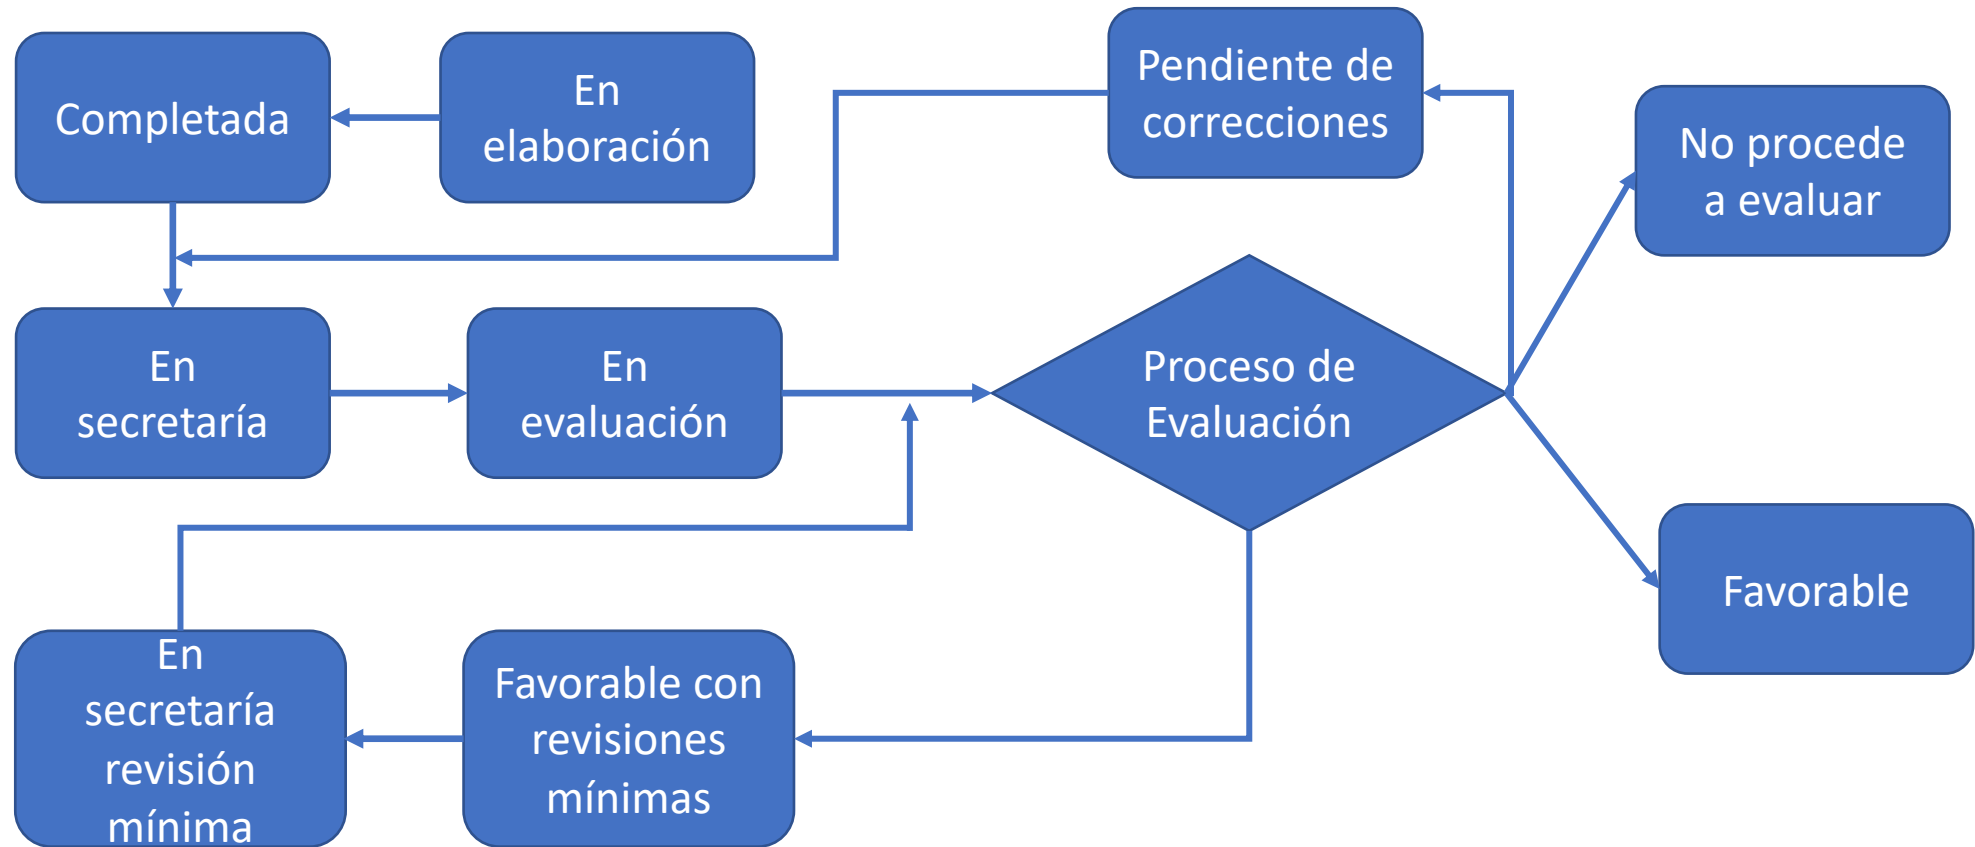 Completada
En
elaboración
Pendiente de
correcciones
No procede
a evaluar
En
secretaría
En
evaluación
Proceso de
Evaluación
Favorable
En
secretaría
revisión
mínima
Favorable con
revisiones
mínimas